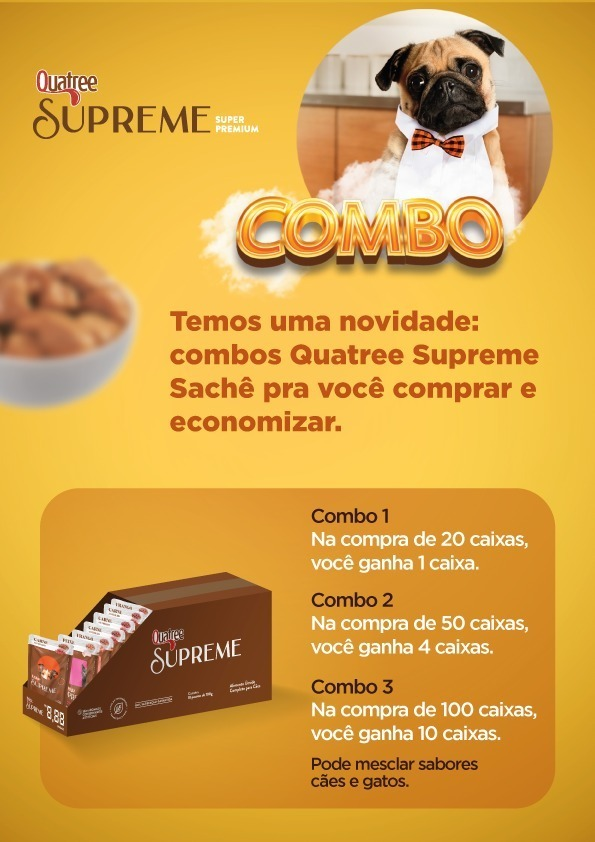 Quatree
SUPREME
SUPER
PREMIUM
COMBO
Temos uma novidade:
combos Quatree Supreme
Sachê pra você comprar e
economizar.
Combo 1
Na compra de 20 caixas,
você ganha 1 caixa.
Combo 2
Na compra de 50 caixas,
você ganha 4 caixas.
Combo 3
Na compra de 100 caixas,
você ganha 10 caixas.
Pode mesclar sabores
cães e gatos.
Quatree
SUPREME